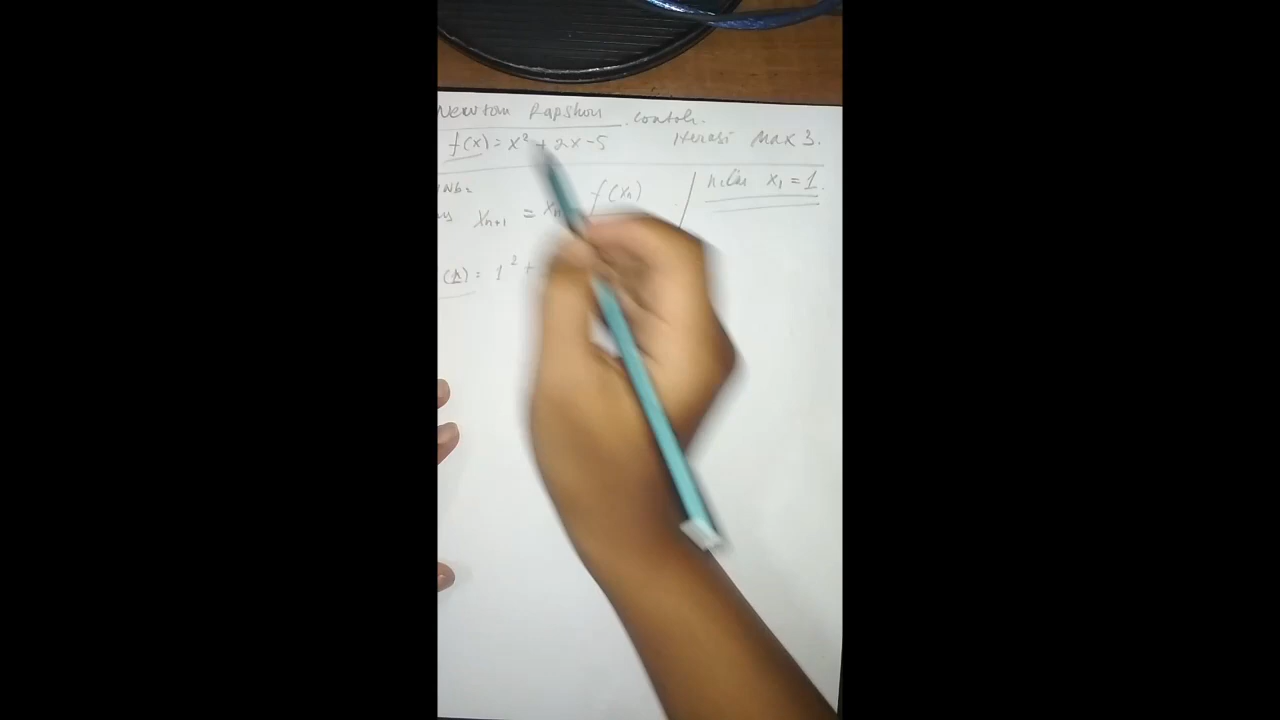 Newton Rapshon contoh.
f(x) = x² + 2x - 5 Iterasi Max 3.
nilai x₁ = 1.
Xₙ₊₁ = Xₙ f(Xₙ)
= 1² +